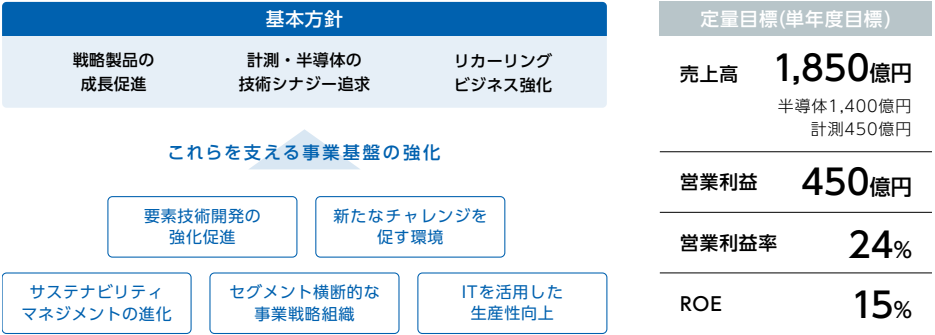 基本方針
戦略製品の
成長促進
計測・半導体の
技術シナジー追求
リカーリング
ビジネス強化
これらを支える事業基盤の強化
要素技術開発の
強化促進
新たなチャレンジを
促す環境
サステナビリティ
マネジメントの進化
セグメント横断的な
事業戦略組織
ITを活用した
生産性向上
定量目標(単年度目標)
売上高 1,850億円
半導体1,400億円
計測450億円
営業利益 450億円
営業利益率 24%
ROE 15%